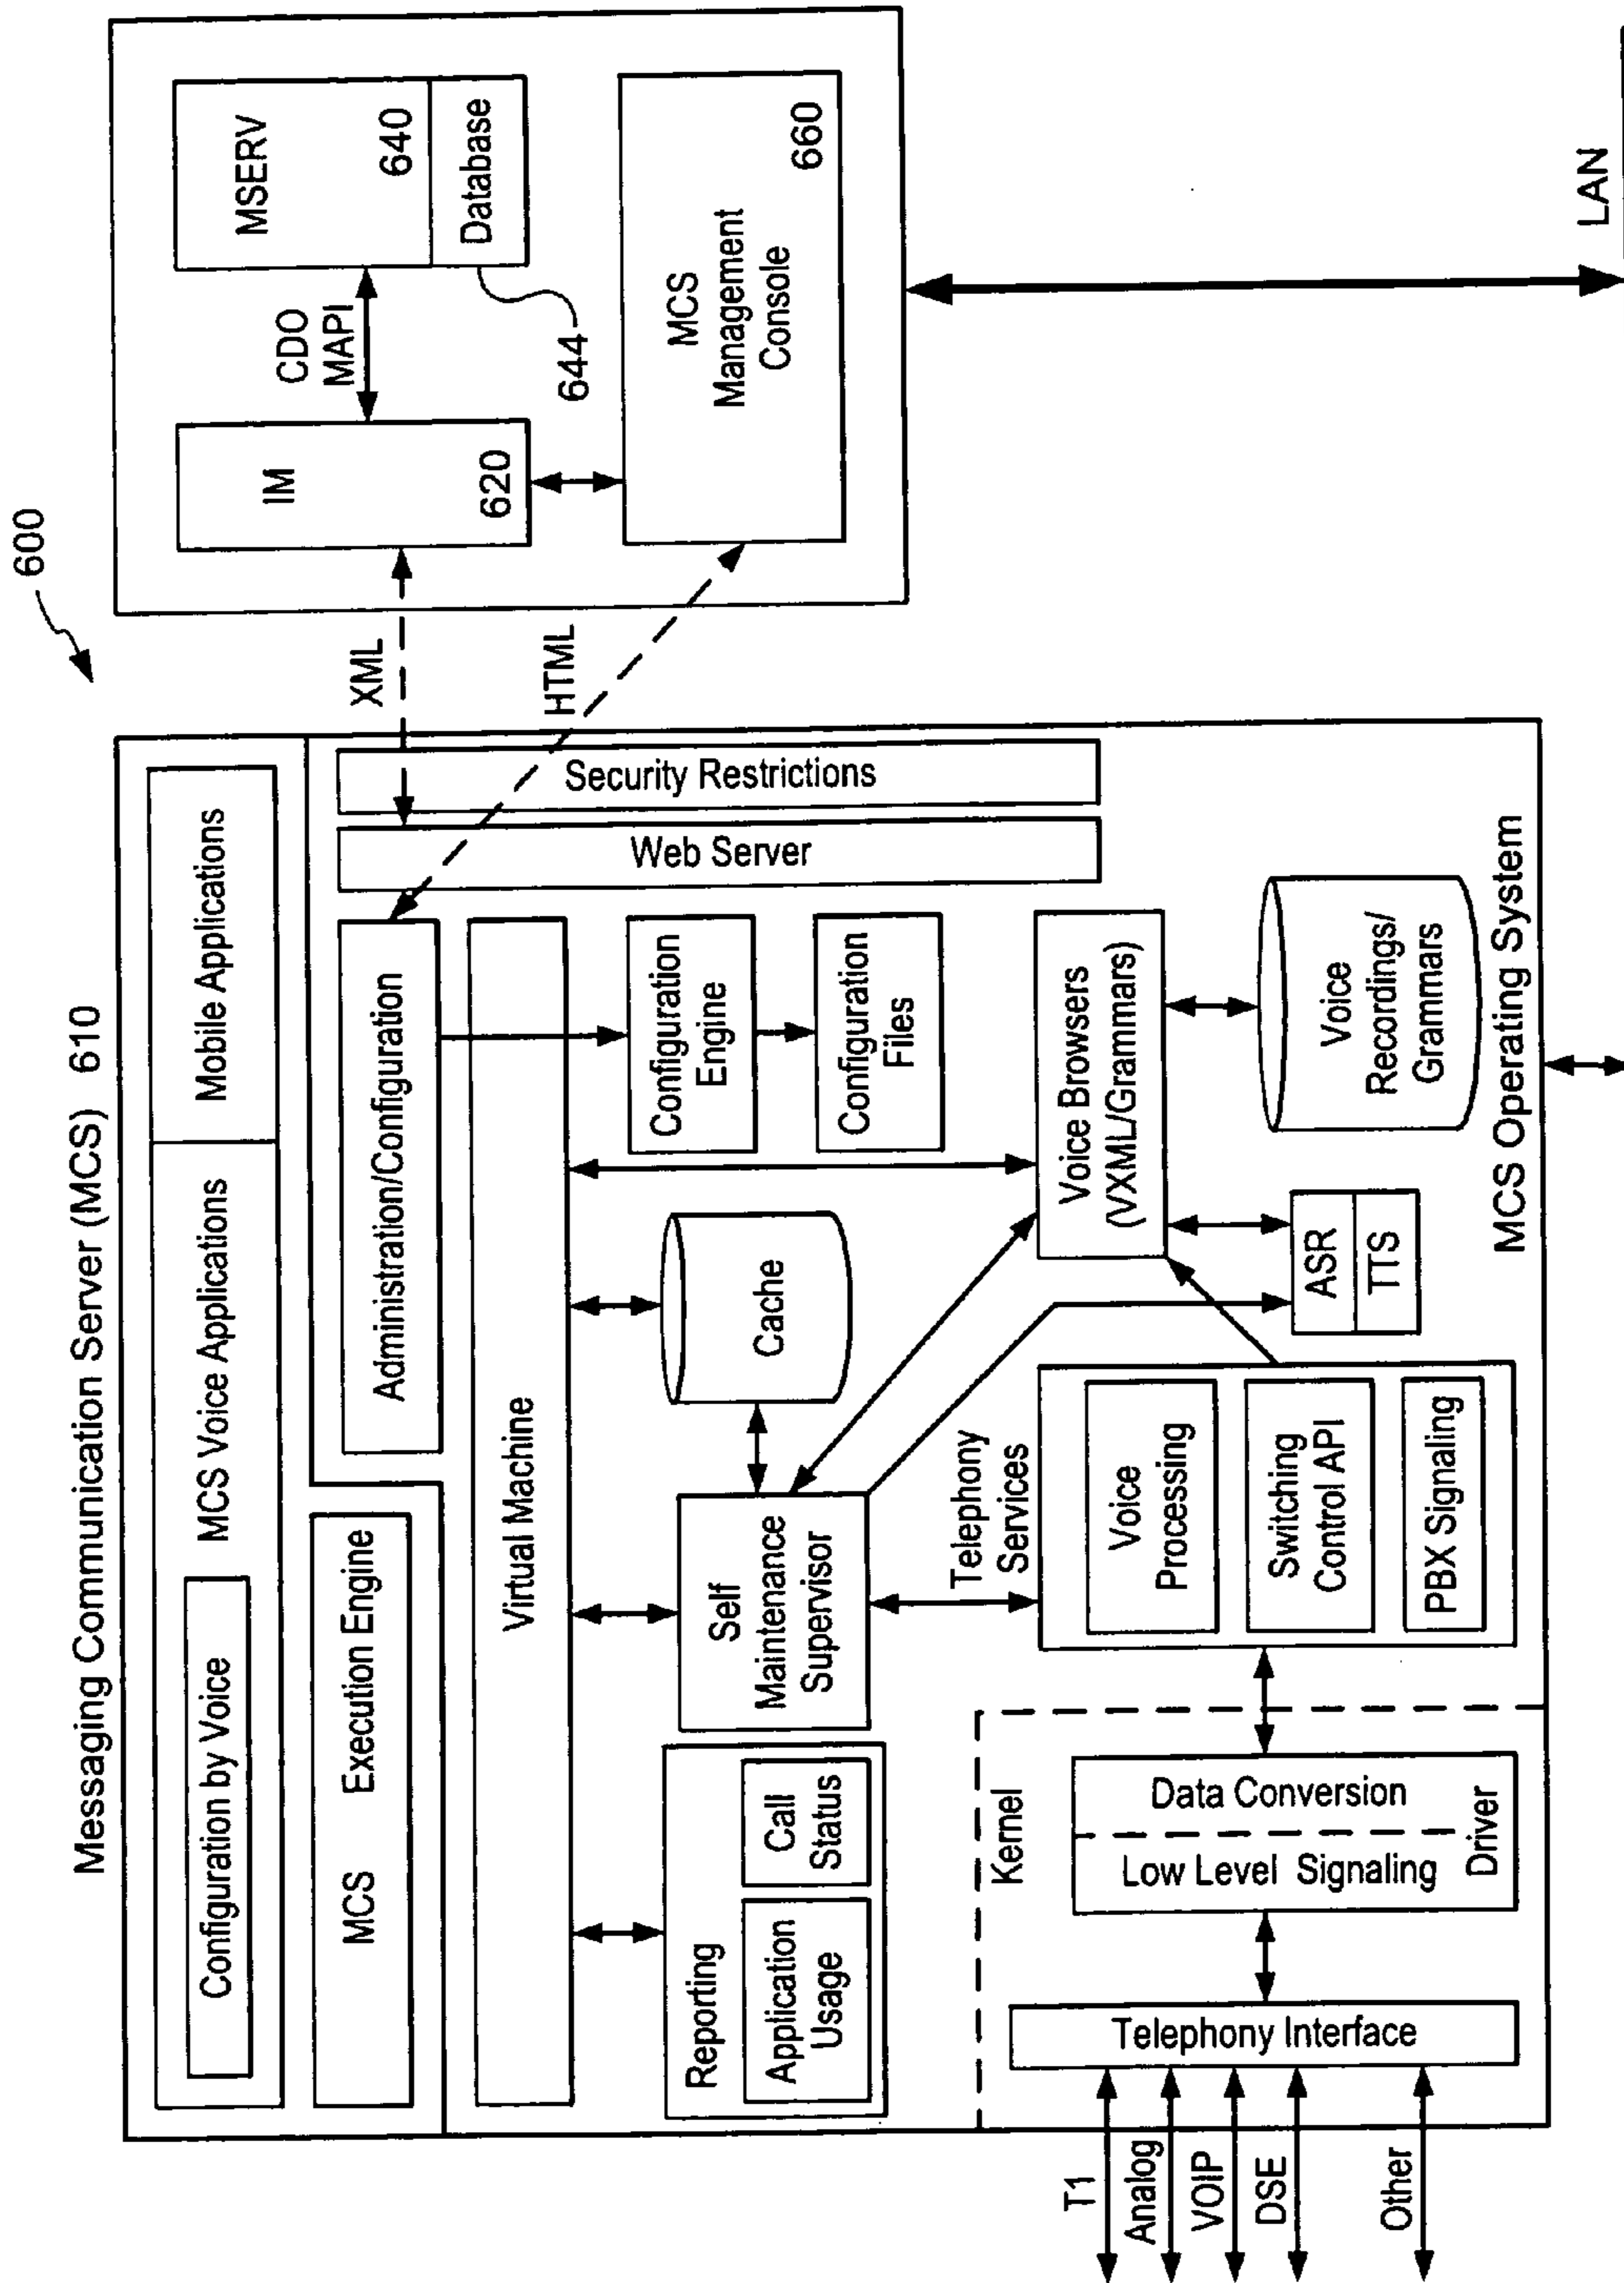 600
Messaging Communication Server (MCS) 610
Configuration by Voice
MCS Voice Applications
Mobile Applications
MCS Execution Engine
Administration/Configuration
Virtual Machine
Security Restrictions
Web Server
XML
HTML
Reporting
Application
Usage
Call
Status
Self
Maintenance
Supervisor
Cache
Configuration
Engine
Configuration
Files
Telephony
Services
Voice
Processing
Switching
Control API
PBX Signaling
Voice Browsers
(VXML/Grammars)
ASR
TTS
Voice
Recordings/
Grammars
Kernel
Data Conversion
Low Level Signaling
Driver
Telephony Interface
T1
Analog
VOIP
DSE
Other
MCS Operating System
IM
620
CDO
MAPI
MSERV
640
Database
644
MCS
Management
Console
660
LAN